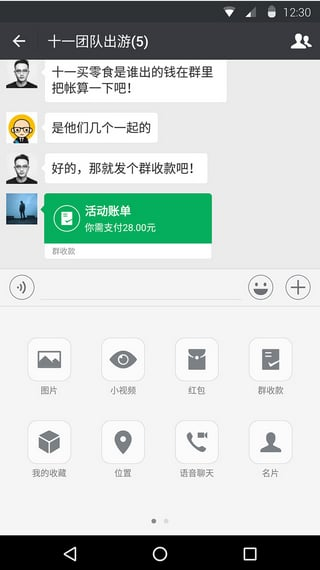 12:30
十一团队出游(5)
十一买零食是谁出的钱在群里
把帐算一下吧！
是他们几个一起的
好的，那就发个群收款吧！
活动账单
你需支付28.00元
群收款
图片 小视频 红包 群收款
我的收藏 位置 语音聊天 名片